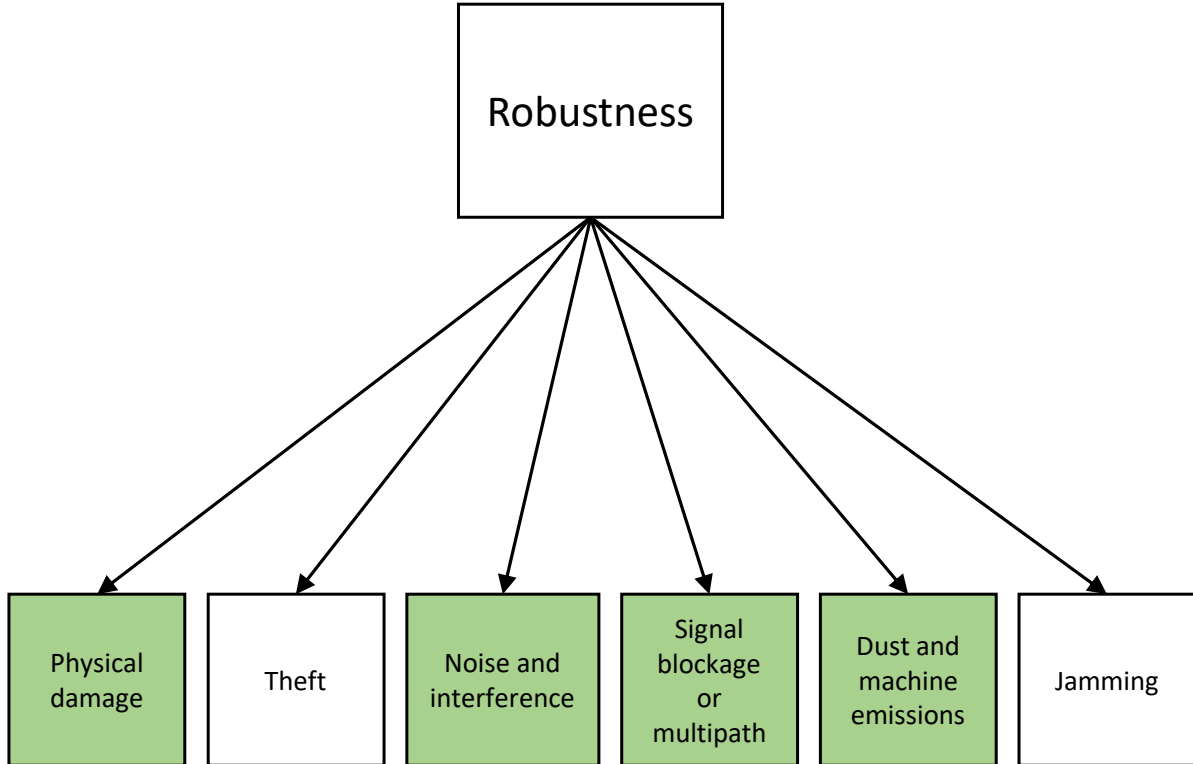 Robustness
Physical
damage
Theft
Noise and
interference
Signal
blockage
or
multipath
Dust and
machine
emissions
Jamming